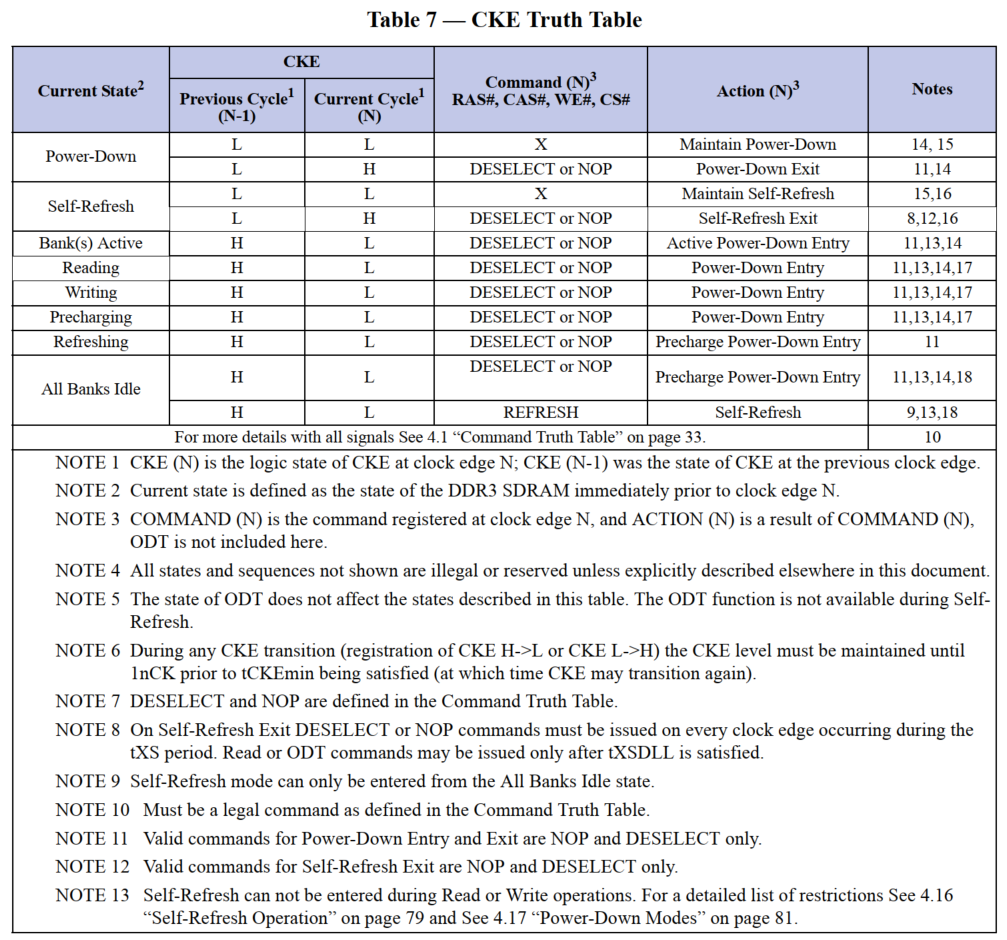 Table 7 — CKE Truth Table
Current State2
CKE
Previous Cycle1
(N-1)
Current Cycle1
(N)
Command (N)3
RAS#, CAS#, WE#, CS#
Action (N)3
Notes
Power-Down
L L X Maintain Power-Down 14, 15
L H DESELECT or NOP Power-Down Exit 11,14
Self-Refresh
L L X Maintain Self-Refresh 15,16
L H DESELECT or NOP Self-Refresh Exit 8,12,16
Bank(s) Active H L DESELECT or NOP Active Power-Down Entry 11,13,14
Reading H L DESELECT or NOP Power-Down Entry 11,13,14,17
Writing H L DESELECT or NOP Power-Down Entry 11,13,14,17
Precharging H L DESELECT or NOP Power-Down Entry 11,13,14,17
Refreshing H L DESELECT or NOP Precharge Power-Down Entry 11
All Banks Idle
H L DESELECT or NOP Precharge Power-Down Entry 11,13,14,18
H L REFRESH Self-Refresh 9,13,18
For more details with all signals See 4.1 “Command Truth Table” on page 33. 10
NOTE 1 CKE (N) is the logic state of CKE at clock edge N; CKE (N-1) was the state of CKE at the previous clock edge.
NOTE 2 Current state is defined as the state of the DDR3 SDRAM immediately prior to clock edge N.
NOTE 3 COMMAND (N) is the command registered at clock edge N, and ACTION (N) is a result of COMMAND (N),
ODT is not included here.
NOTE 4 All states and sequences not shown are illegal or reserved unless explicitly described elsewhere in this document.
NOTE 5 The state of ODT does not affect the states described in this table. The ODT function is not available during Self-
Refresh.
NOTE 6 During any CKE transition (registration of CKE H->L or CKE L->H) the CKE level must be maintained until
1nCK prior to tCKEmin being satisfied (at which time CKE may transition again).
NOTE 7 DESELECT and NOP are defined in the Command Truth Table.
NOTE 8 On Self-Refresh Exit DESELECT or NOP commands must be issued on every clock edge occurring during the
tXS period. Read or ODT commands may be issued only after tXSDLL is satisfied.
NOTE 9 Self-Refresh mode can only be entered from the All Banks Idle state.
NOTE 10 Must be a legal command as defined in the Command Truth Table.
NOTE 11 Valid commands for Power-Down Entry and Exit are NOP and DESELECT only.
NOTE 12 Valid commands for Self-Refresh Exit are NOP and DESELECT only.
NOTE 13 Self-Refresh can not be entered during Read or Write operations. For a detailed list of restrictions See 4.16
“Self-Refresh Operation” on page 79 and See 4.17 “Power-Down Modes” on page 81.